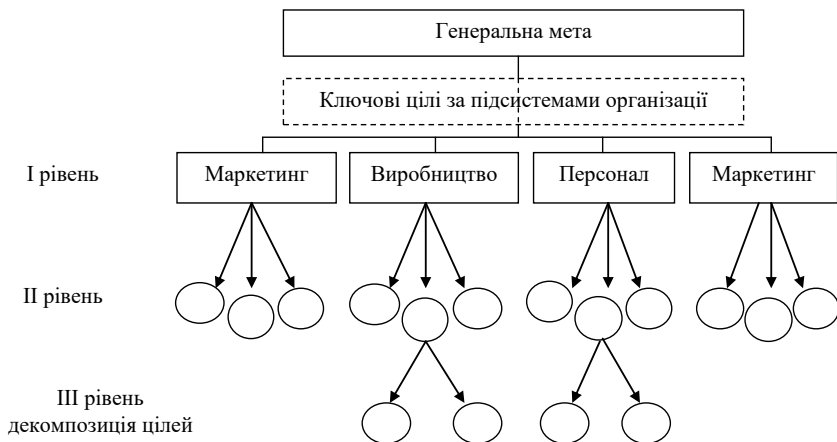 Генеральна мета
Ключові цілі за підсистемами організації
І рівень
Маркетинг
Виробництво
Персонал
Маркетинг
ІІ рівень
ІІІ рівень
декомпозиція цілей